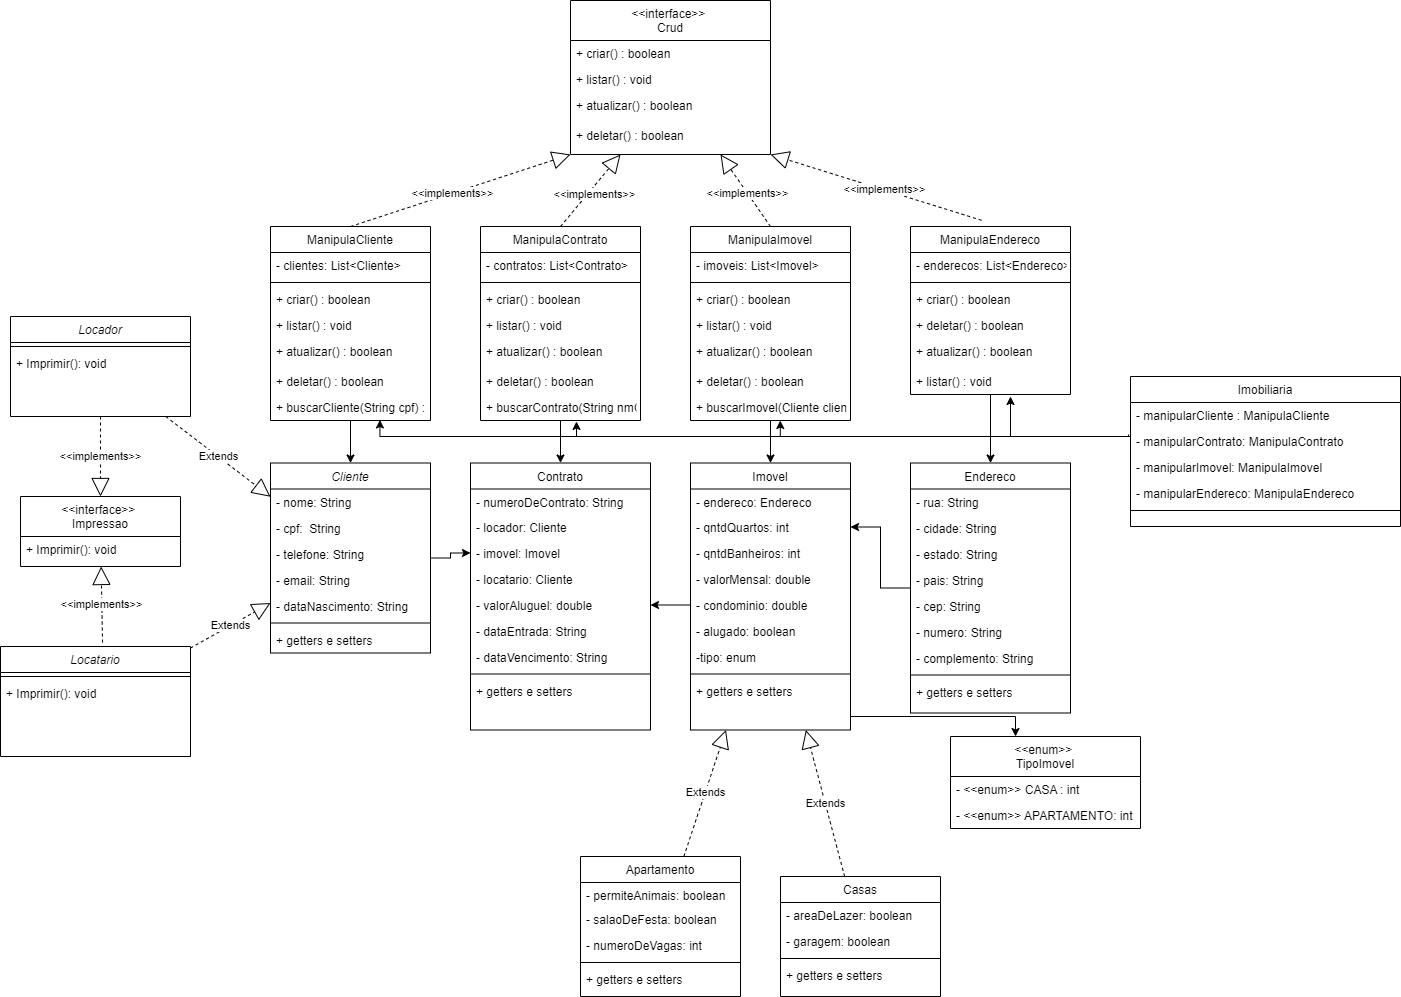 <<interface>>
Crud
+ criar() : boolean
+ listar() : void
+ atualizar() : boolean
+ deletar() : boolean
<<implements>>
<<implements>>
<<implements>>
<<implements>>
ManipulaCliente
- clientes: List<Cliente>
+ criar() : boolean
+ listar() : void
+ atualizar() : boolean
+ deletar() : boolean
+ buscarCliente(String cpf) :
ManipulaContrato
- contratos: List<Contrato>
+ criar() : boolean
+ listar() : void
+ atualizar() : boolean
+ deletar() : boolean
+ buscarContrato(String nm
ManipulaImovel
- imoveis: List<Imovel>
+ criar() : boolean
+ listar() : void
+ atualizar() : boolean
+ deletar() : boolean
+ buscarImovel(Cliente clien
ManipulaEndereco
- enderecos: List<Endereco>
+ criar() : boolean
+ deletar() : boolean
+ atualizar() : boolean
+ listar() : void
Locador
+ Imprimir(): void
<<implements>>
Extends
<<interface>>
Impressao
+ Imprimir(): void
<<implements>>
Extends
Locatario
+ Imprimir(): void
Imobiliaria
- manipularCliente : ManipulaCliente
- manipularContrato: ManipulaContrato
- manipularImovel: ManipulaImovel
- manipularEndereco: ManipulaEndereco
Cliente
- nome: String
- cpf:  String
- telefone: String
- email: String
- dataNascimento: String
+ getters e setters
Contrato
- numeroDeContrato: String
- locador: Cliente
- imovel: Imovel
- locatario: Cliente
- valorAluguel: double
- dataEntrada: String
- dataVencimento: String
+ getters e setters
Imovel
- endereco: Endereco
- qntdQuartos: int
- qntdBanheiros: int
- valorMensal: double
- condominio: double
- alugado: boolean
-tipo: enum
+ getters e setters
Endereco
- rua: String
- cidade: String
- estado: String
- pais: String
- cep: String
- numero: String
- complemento: String
+ getters e setters
<<enum>>
TipoImovel
- <<enum>> CASA : int
- <<enum>> APARTAMENTO: int
Extends
Extends
Apartamento
- permiteAnimais: boolean
- salaoDeFesta: boolean
- numeroDeVagas: int
+ getters e setters
Casas
- areaDeLazer: boolean
- garagem: boolean
+ getters e setters